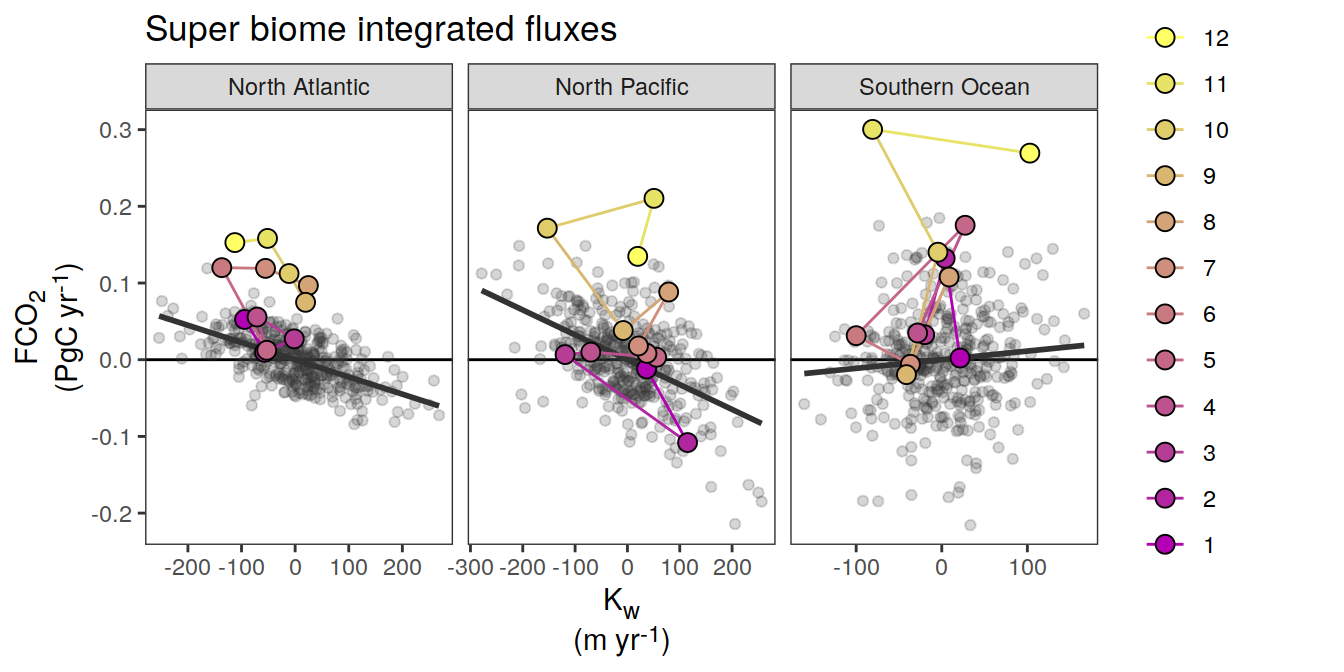 Super biome integrated fluxes
North Atlantic
North Pacific
Southern Ocean
FCO₂
(PgC yr⁻¹)
0.3
0.2
0.1
0.0
-0.1
-0.2
-200 -100 0 100 200
-300 -200 -100 0 100 200
-100 0 100
K_w
(m yr⁻¹)
12
11
10
9
8
7
6
5
4
3
2
1